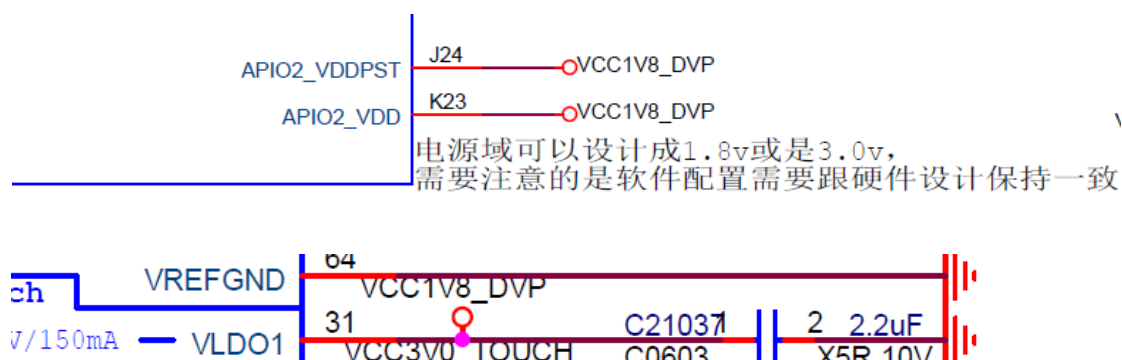 APIO2_VDDPST J24 VCC1V8_DVP
APIO2_VDD K23 VCC1V8_DVP
电源域可以设计成1.8v或是3.0v，
需要注意的是软件配置需要跟硬件设计保持一致
VREFGND 64
ch VCC1V8_DVP
V/150mA VLDO1 31 C21037 1 2 2.2uF
VCC3V0_TOUCH C0603 X5R 10V